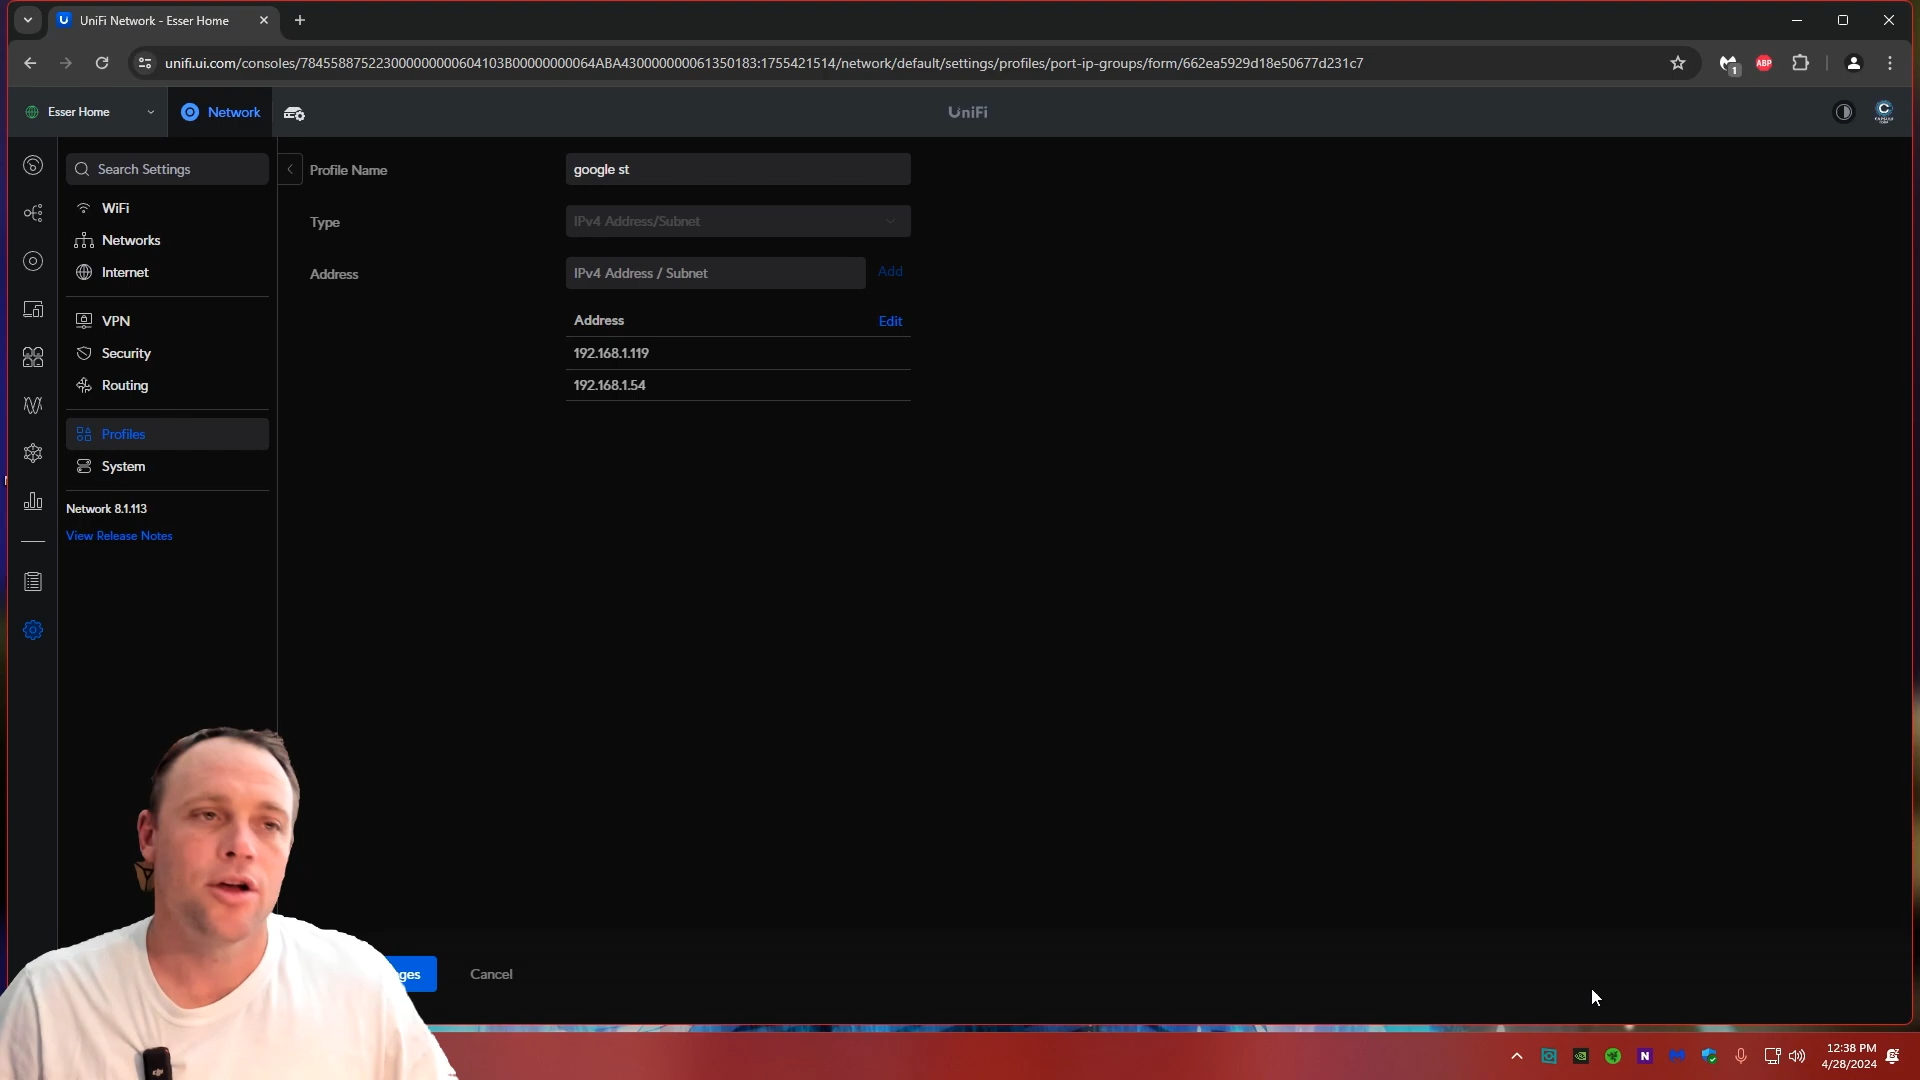 UniFi Network - Esser Home
unifi.ui.com/consoles/784558875223000000000604103B00000000064ABA430000000061350183:1755421514/network/default/settings/profiles/port-ip-groups/form/662ea5929d18e50677d231c7
1
ABP
Esser Home
Network
UniFi
Search Settings
WiFi
Networks
Internet
VPN
Security
Routing
Profiles
System
Network 8.1.113
View Release Notes
Profile Name
google st
Type
IPv4 Address/Subnet
Address
IPv4 Address / Subnet
Add
Address
Edit
192.168.1.119
192.168.1.54
ges
Cancel
N
12:38 PM
4/28/2024